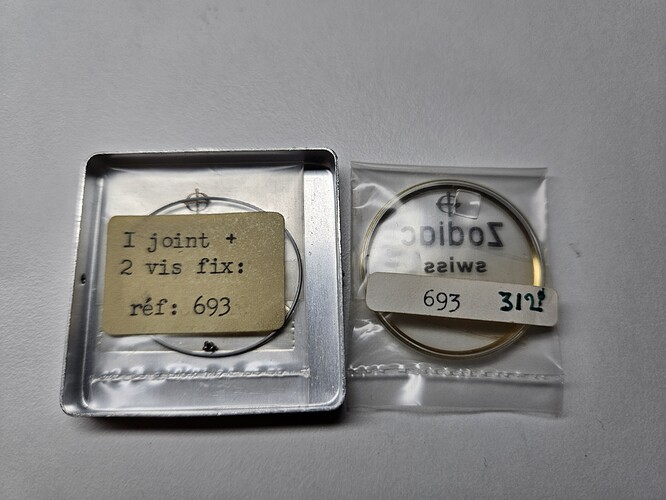 I joint +
2 vis fix:
réf: 693
Zodiac
swiss
693 312